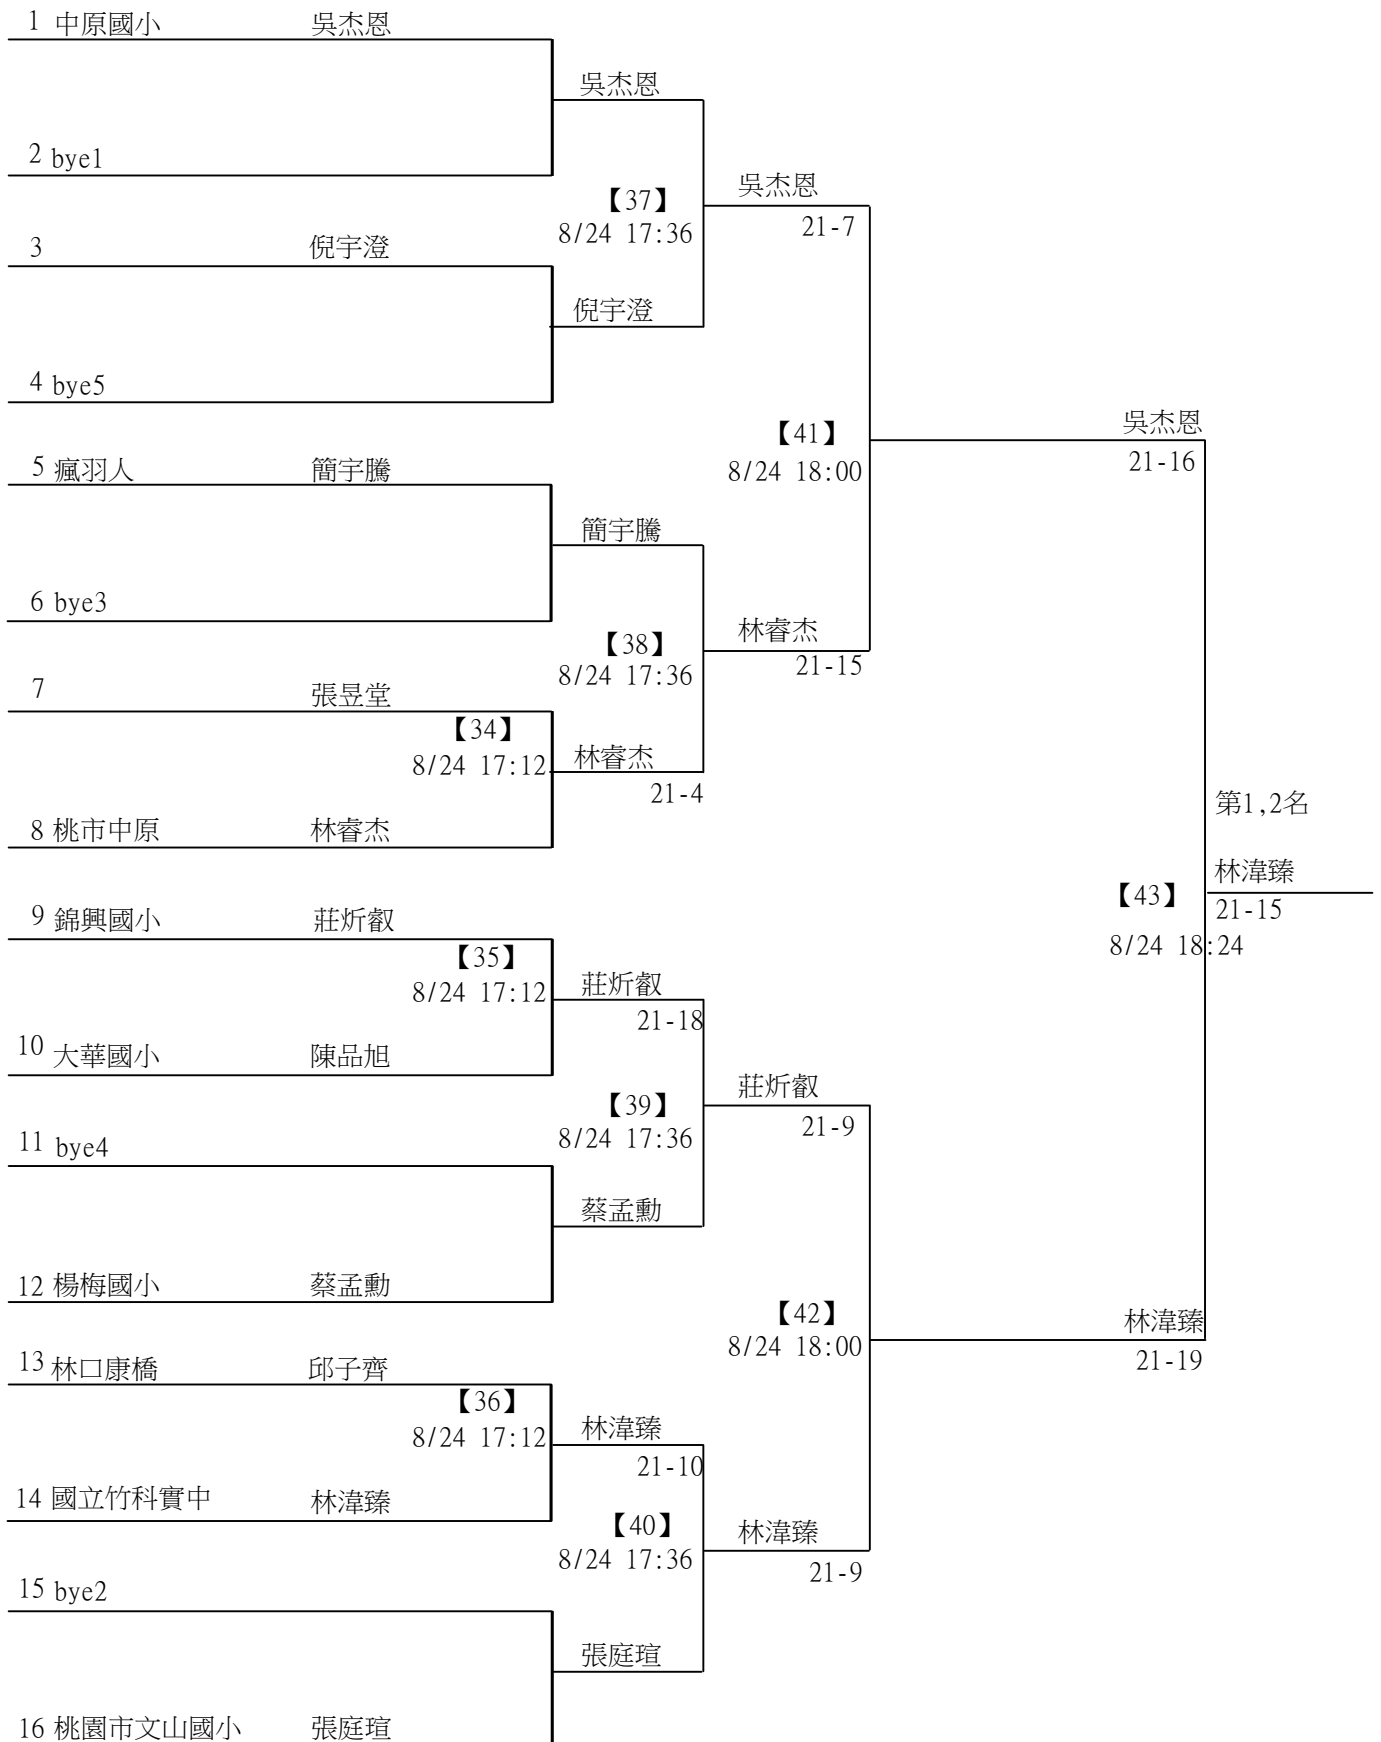 1 中原國小 吳杰恩
吳杰恩
2 bye1
【37】
8/24 17:36
吳杰恩
21-7
3 倪宇澄
倪宇澄
4 bye5
【41】
8/24 18:00
吳杰恩
21-16
5 瘋羽人 簡宇騰
簡宇騰
6 bye3
【38】
8/24 17:36
林睿杰
21-15
7 張昱堂
【34】
8/24 17:12
林睿杰
21-4
8 桃市中原 林睿杰
第1,2名
林湋臻
【43】
21-15
8/24 18:24
9 錦興國小 莊炘叡
【35】
8/24 17:12
莊炘叡
21-18
10 大華國小 陳品旭
【39】
8/24 17:36
莊炘叡
21-9
11 bye4
蔡孟勳
12 楊梅國小 蔡孟勳
【42】
8/24 18:00
林湋臻
21-19
13 林口康橋 邱子齊
【36】
8/24 17:12
林湋臻
21-10
14 國立竹科實中 林湋臻
【40】
8/24 17:36
林湋臻
21-9
15 bye2
張庭瑄
16 桃園市文山國小 張庭瑄